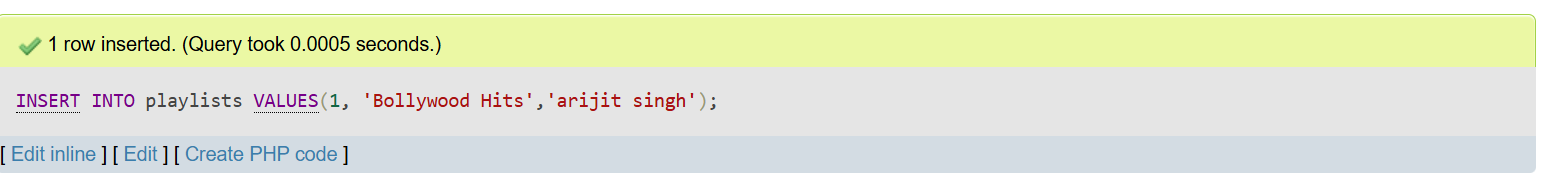 1 row inserted. (Query took 0.0005 seconds.)
INSERT INTO playlists VALUES(1, 'Bollywood Hits','arijit singh');
[ Edit inline ] [ Edit ] [ Create PHP code ]